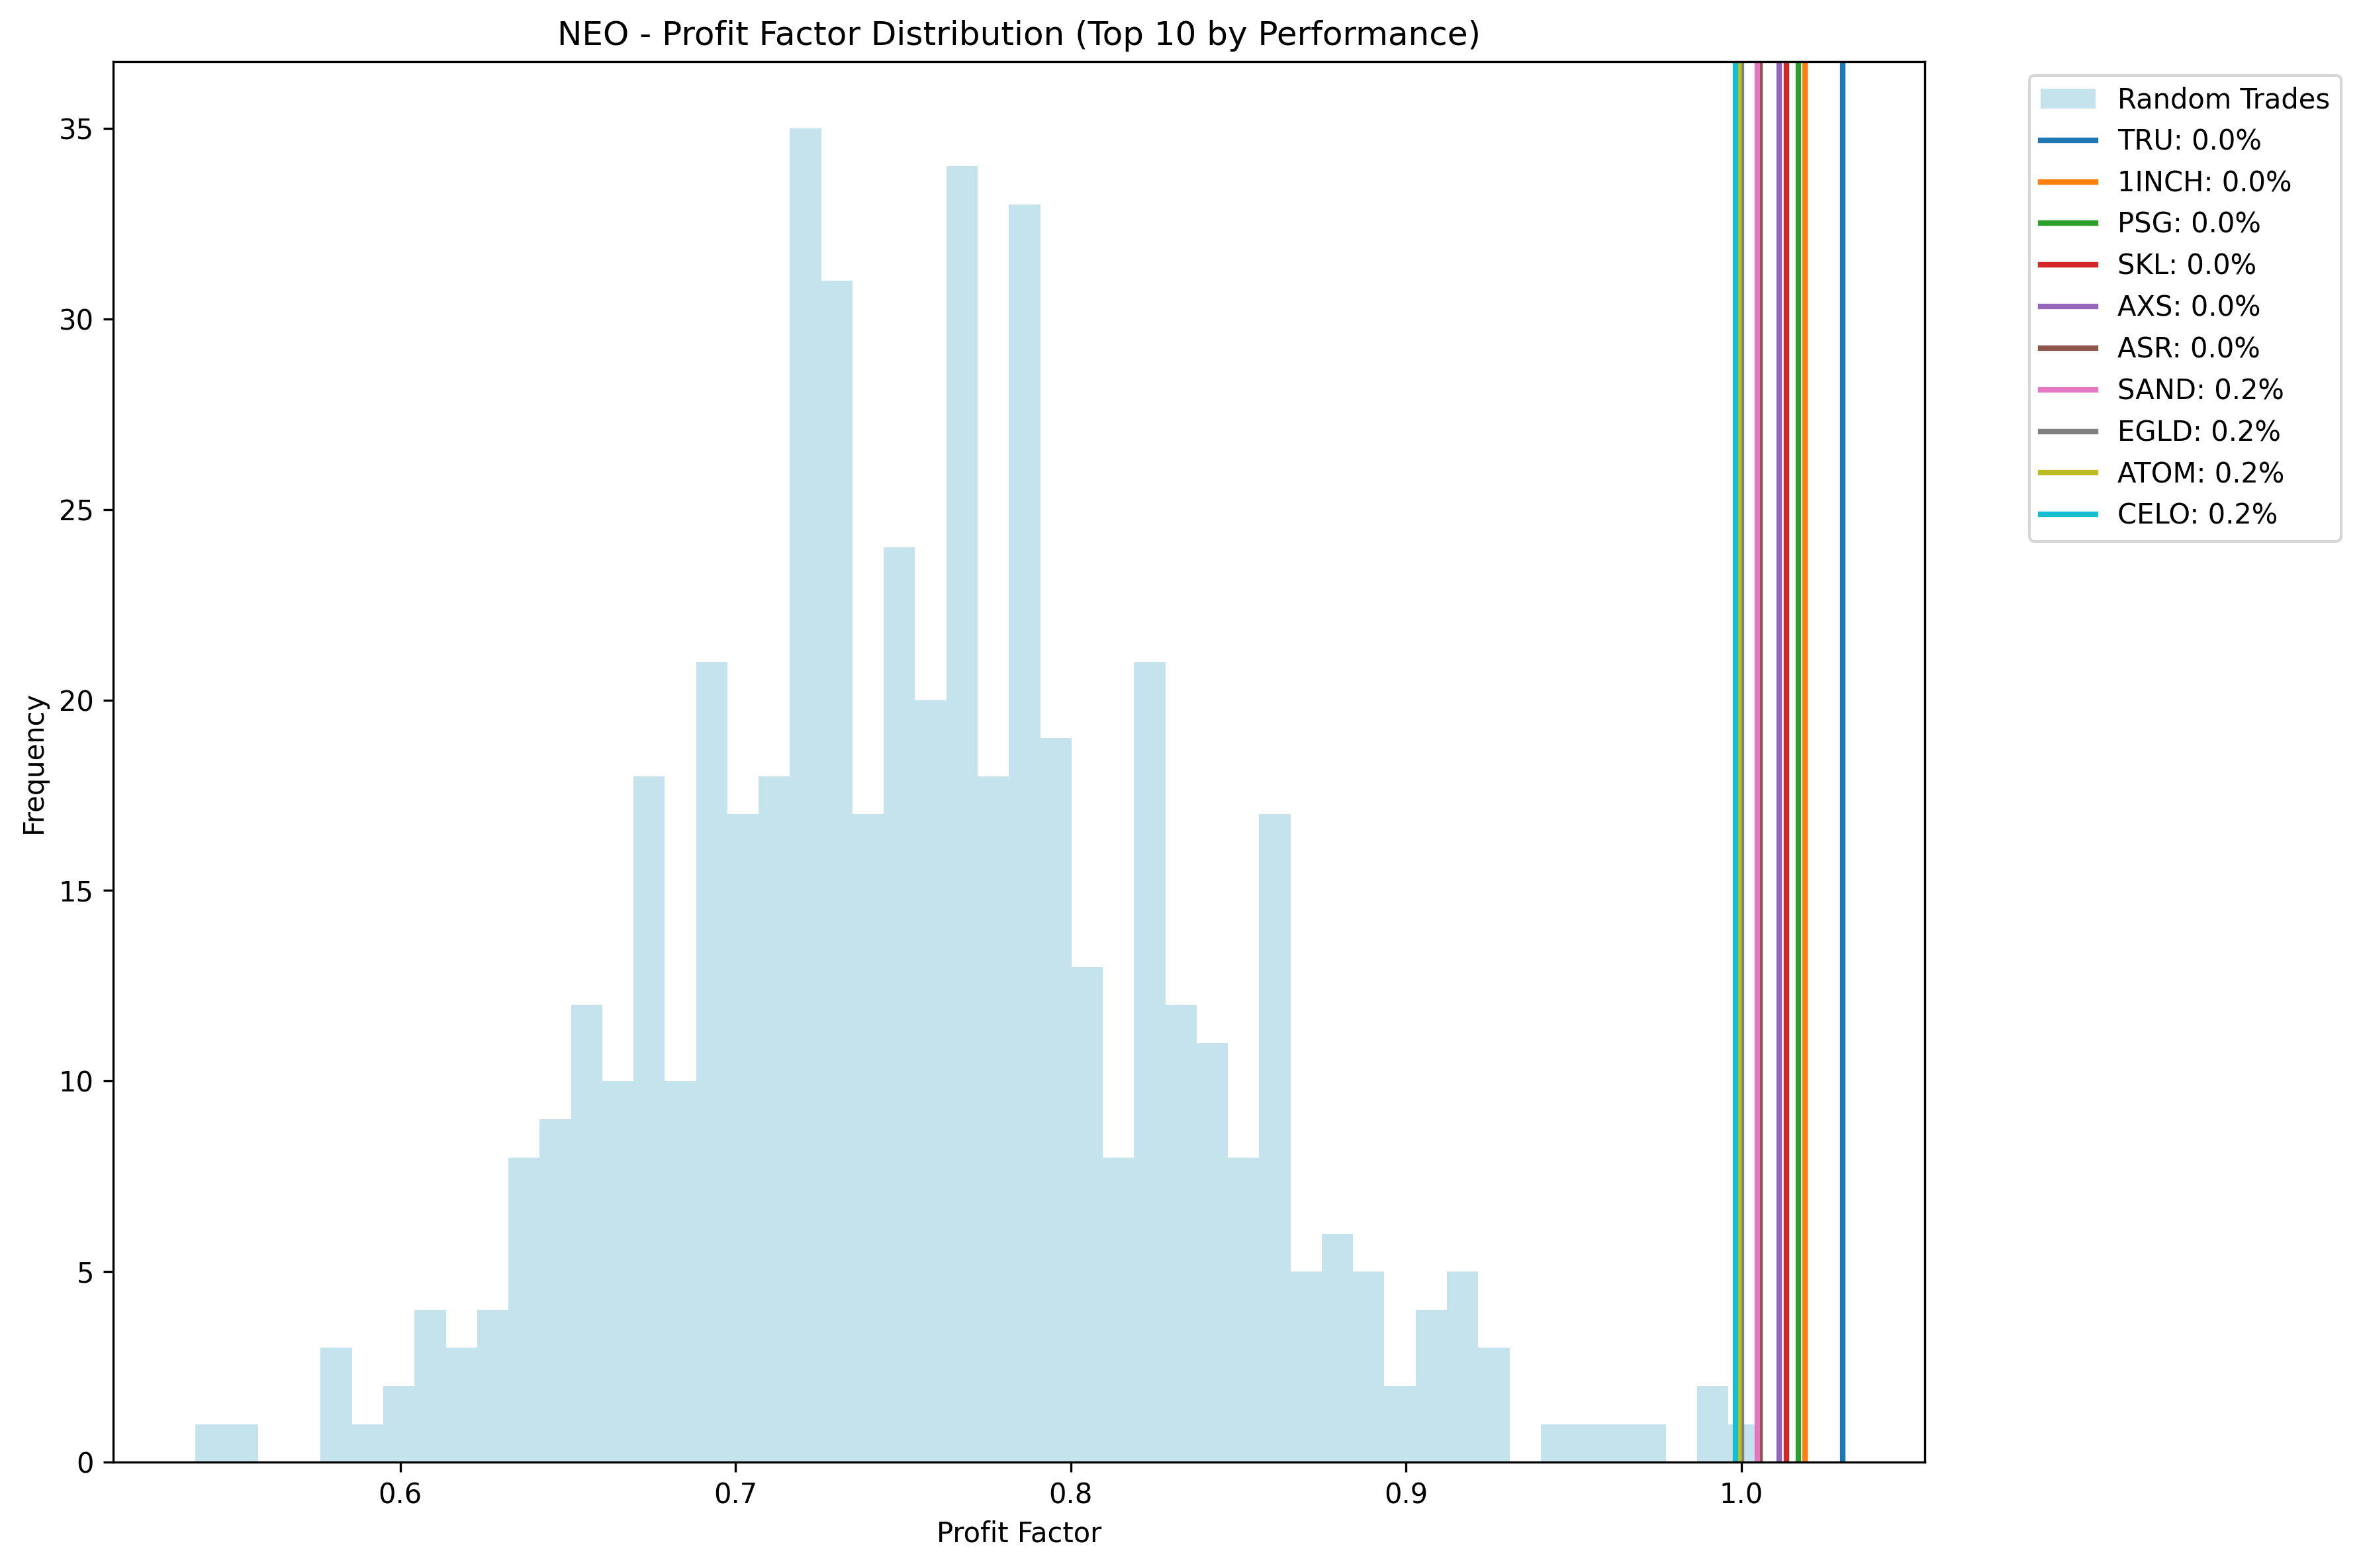 NEO - Profit Factor Distribution (Top 10 by Performance)
Frequency
35
30
25
20
15
10
5
0
0.6 0.7 0.8 0.9 1.0
Profit Factor
Random Trades
TRU: 0.0%
1INCH: 0.0%
PSG: 0.0%
SKL: 0.0%
AXS: 0.0%
ASR: 0.0%
SAND: 0.2%
EGLD: 0.2%
ATOM: 0.2%
CELO: 0.2%